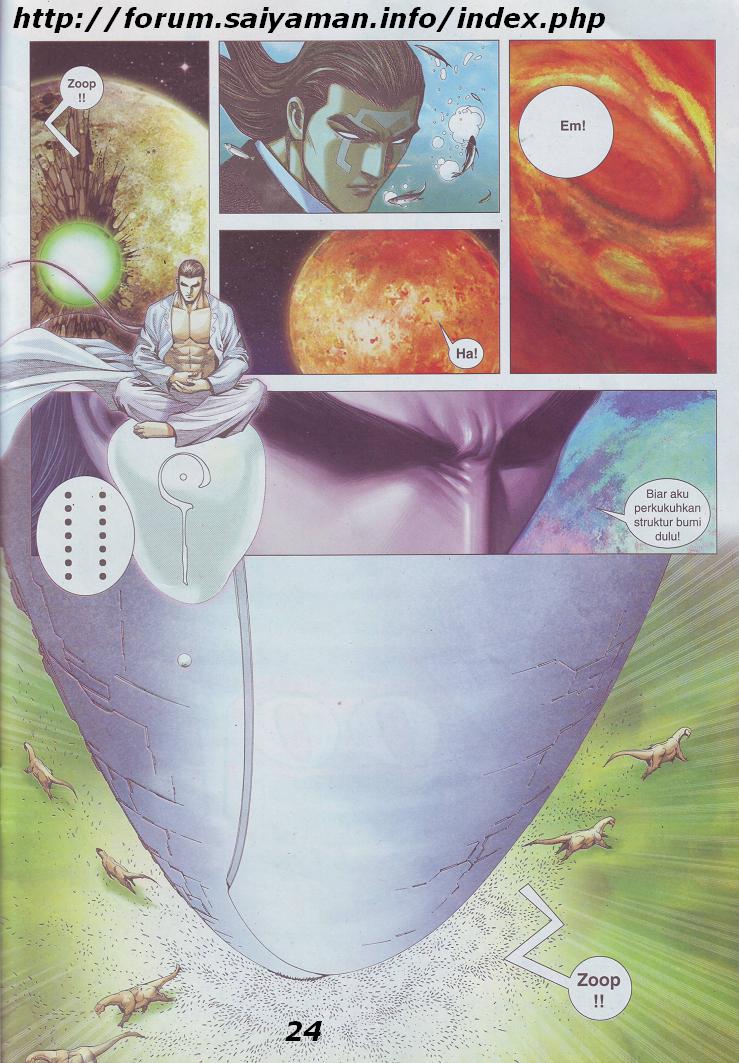 http://forum.saiyaman.info/index.php
Zoop
!!
Em!
Ha!
Biar aku
perkukuhkan
struktur bumi
dulu!
Zoop
!!
24